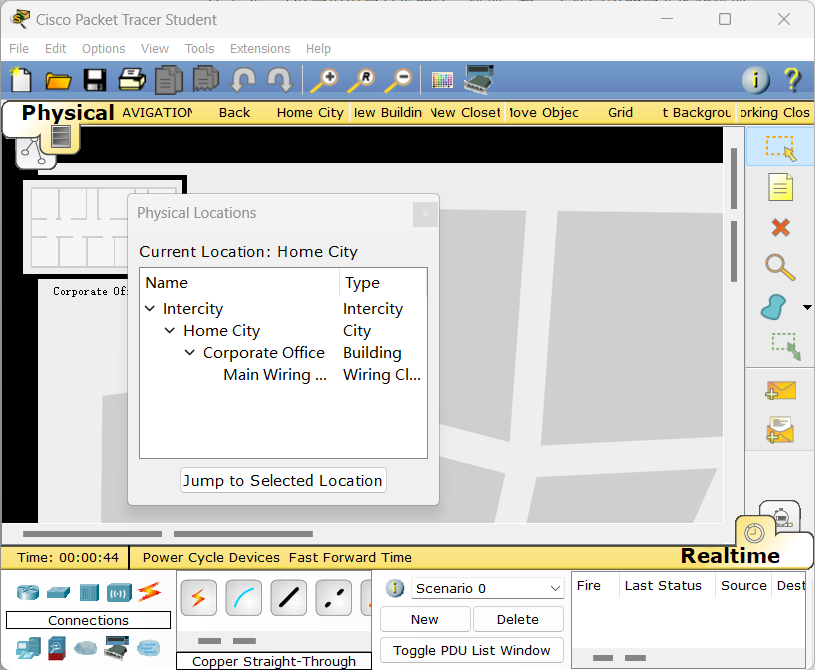 Cisco Packet Tracer Student
File Edit Options View Tools Extensions Help
Physical AVIGATION Back Home City lew Buildin New Closet Move Objec Grid t Backgrou orking Clos
Physical Locations
Current Location: Home City
Name Type
Intercity Intercity
Home City City
Corporate Office Building
Main Wiring ... Wiring Cl...
Jump to Selected Location
Corporate Of
Time: 00:00:44 Power Cycle Devices Fast Forward Time Realtime
Connections
Copper Straight-Through
Scenario 0
New Delete
Toggle PDU List Window
Fire Last Status Source Dest